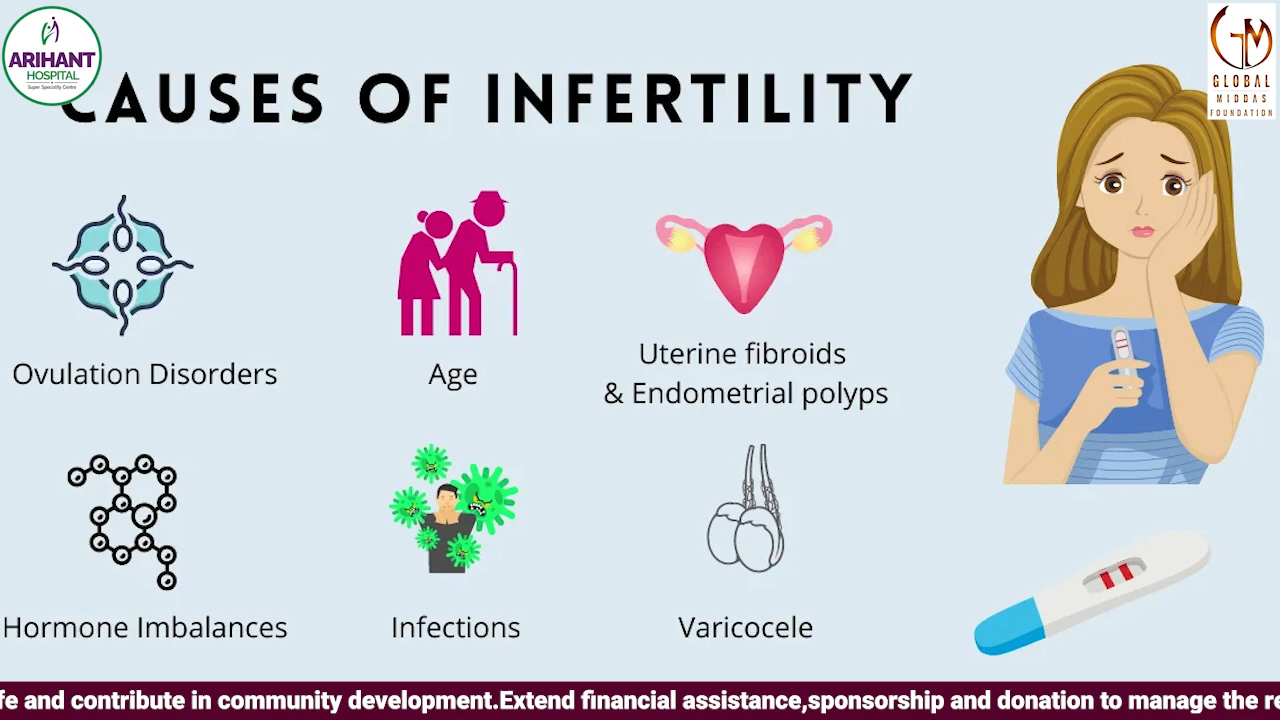 ARIHANT
HOSPITAL
Super Speciality Centre
GM
GLOBAL
MIDDAS
FOUNDATION
CAUSES OF INFERTILITY
Ovulation Disorders
Age
Uterine fibroids
& Endometrial polyps
Hormone Imbalances
Infections
Varicocele
fe and contribute in community development.Extend financial assistance,sponsorship and donation to manage the re